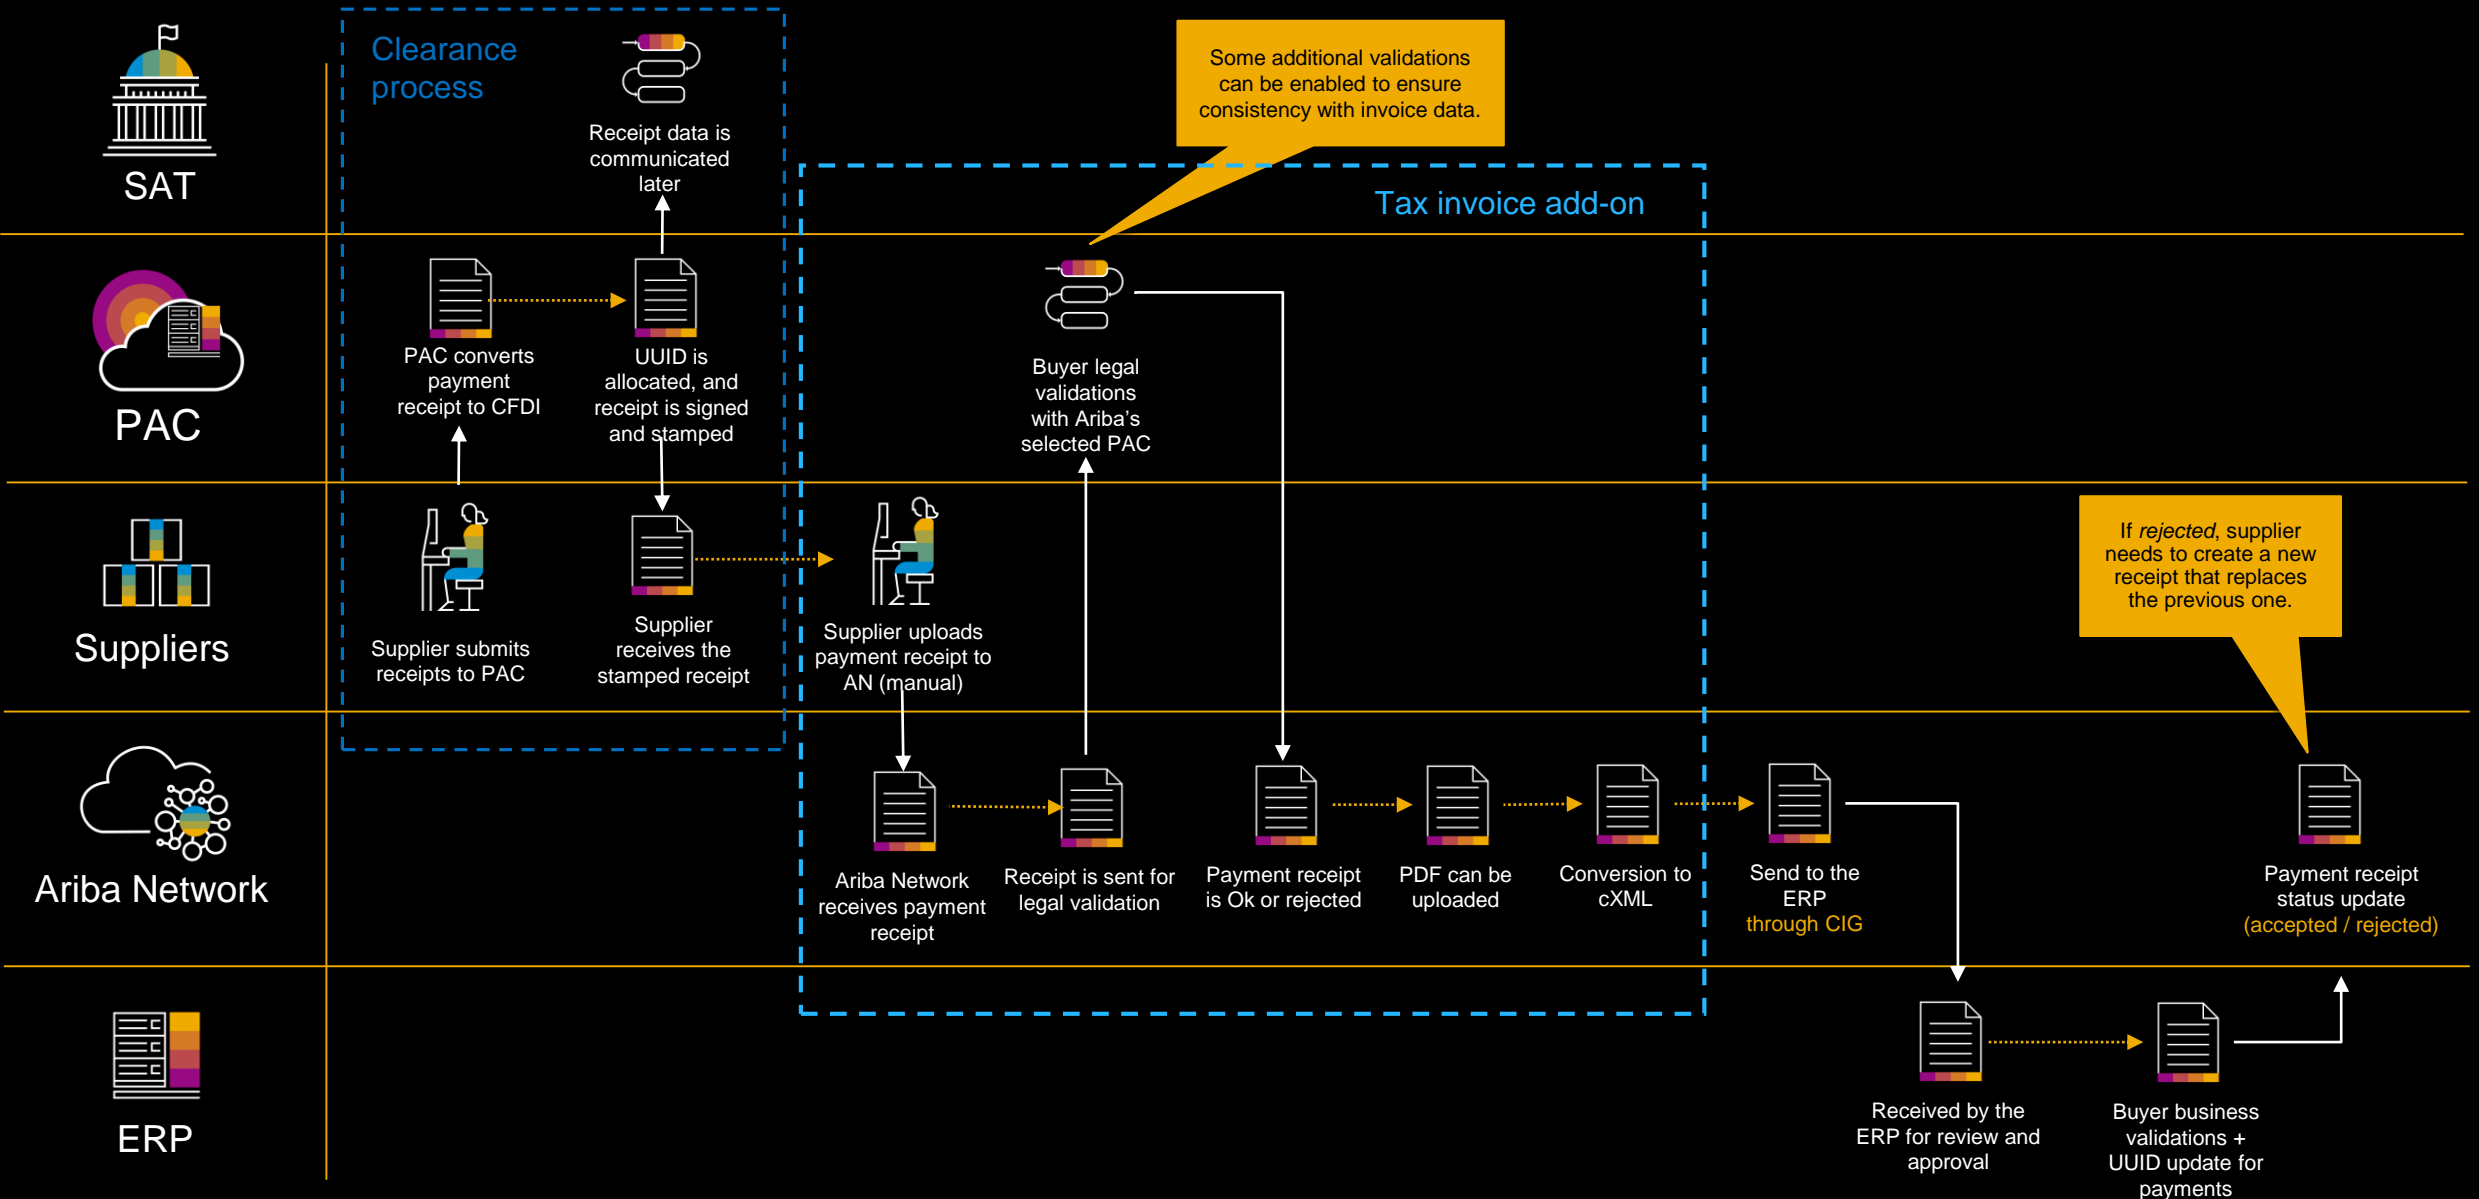 Clearance
process
Receipt data is
communicated
later
Some additional validations
can be enabled to ensure
consistency with invoice data.
SAT
Tax invoice add-on
PAC converts
payment
receipt to CFDI
UUID is
allocated, and
receipt is signed
and stamped
Buyer legal
validations
with Ariba’s
selected PAC
PAC
If rejected, supplier
needs to create a new
receipt that replaces
the previous one.
Supplier submits
receipts to PAC
Supplier
receives the
stamped receipt
Supplier uploads
payment receipt to
AN (manual)
Suppliers
Ariba Network
Ariba Network
receives payment
receipt
Receipt is sent for
legal validation
Payment receipt
is Ok or rejected
PDF can be
uploaded
Conversion to
cXML
Send to the
ERP
through CIG
Payment receipt
status update
(accepted / rejected)
ERP
Received by the
ERP for review and
approval
Buyer business
validations +
UUID update for
payments